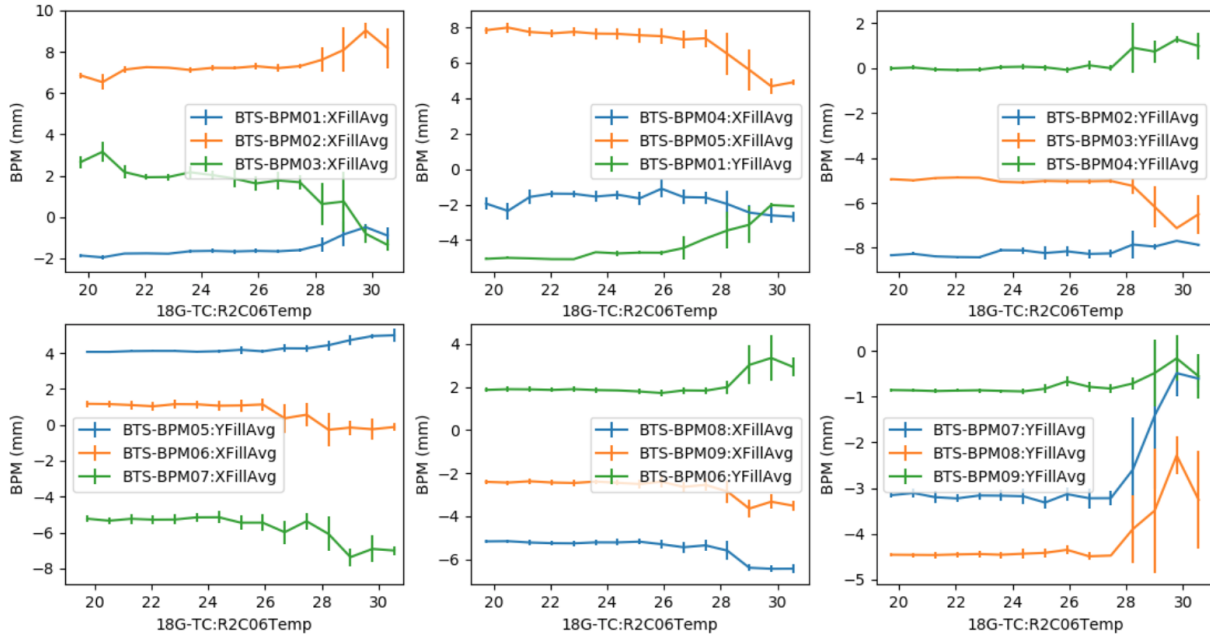 10
8
6
4
2
0
−2
BPM (mm)
BTS-BPM01:XFillAvg
BTS-BPM02:XFillAvg
BTS-BPM03:XFillAvg
20 22 24 26 28 30
18G-TC:R2C06Temp
8
6
4
2
0
−2
−4
BPM (mm)
BTS-BPM04:XFillAvg
BTS-BPM05:XFillAvg
BTS-BPM01:YFillAvg
20 22 24 26 28 30
18G-TC:R2C06Temp
2
0
−2
−4
−6
−8
BPM (mm)
BTS-BPM02:YFillAvg
BTS-BPM03:YFillAvg
BTS-BPM04:YFillAvg
20 22 24 26 28 30
18G-TC:R2C06Temp
4
2
0
−2
−4
−6
−8
BPM (mm)
BTS-BPM05:YFillAvg
BTS-BPM06:XFillAvg
BTS-BPM07:XFillAvg
20 22 24 26 28 30
18G-TC:R2C06Temp
4
2
0
−2
−4
−6
BPM (mm)
BTS-BPM08:XFillAvg
BTS-BPM09:XFillAvg
BTS-BPM06:YFillAvg
20 22 24 26 28 30
18G-TC:R2C06Temp
0
−1
−2
−3
−4
−5
BPM (mm)
BTS-BPM07:YFillAvg
BTS-BPM08:YFillAvg
BTS-BPM09:YFillAvg
20 22 24 26 28 30
18G-TC:R2C06Temp